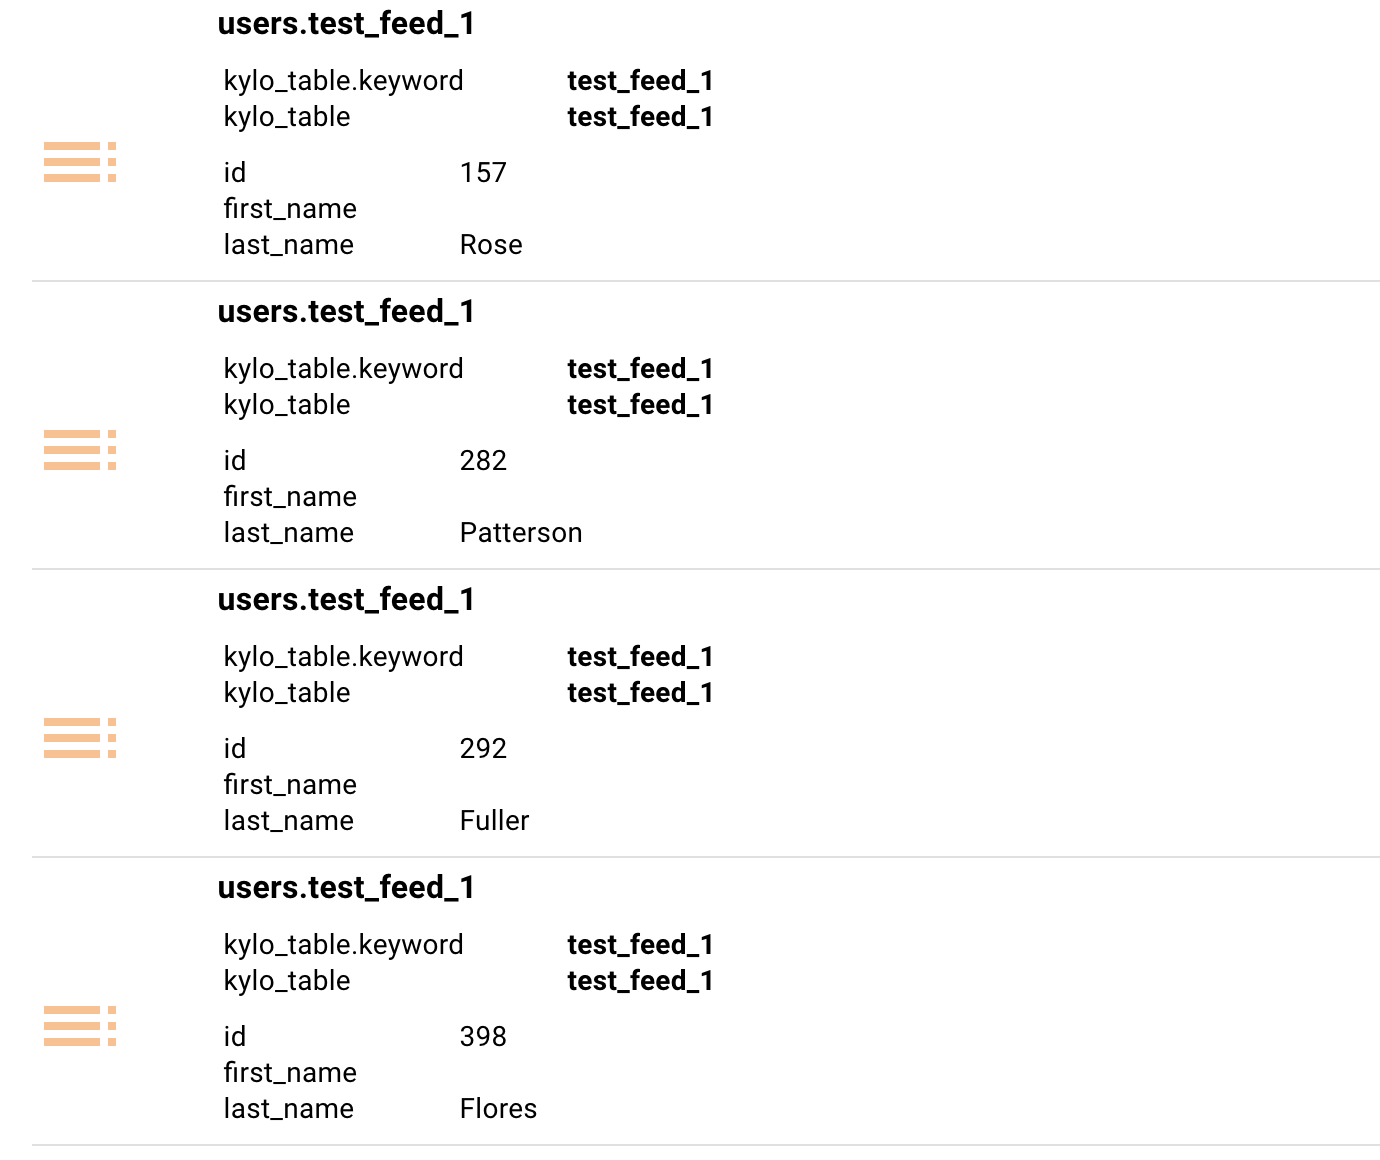 users.test_feed_1
kylo_table.keyword test_feed_1
kylo_table test_feed_1
id 157
first_name
last_name Rose
users.test_feed_1
kylo_table.keyword test_feed_1
kylo_table test_feed_1
id 282
first_name
last_name Patterson
users.test_feed_1
kylo_table.keyword test_feed_1
kylo_table test_feed_1
id 292
first_name
last_name Fuller
users.test_feed_1
kylo_table.keyword test_feed_1
kylo_table test_feed_1
id 398
first_name
last_name Flores